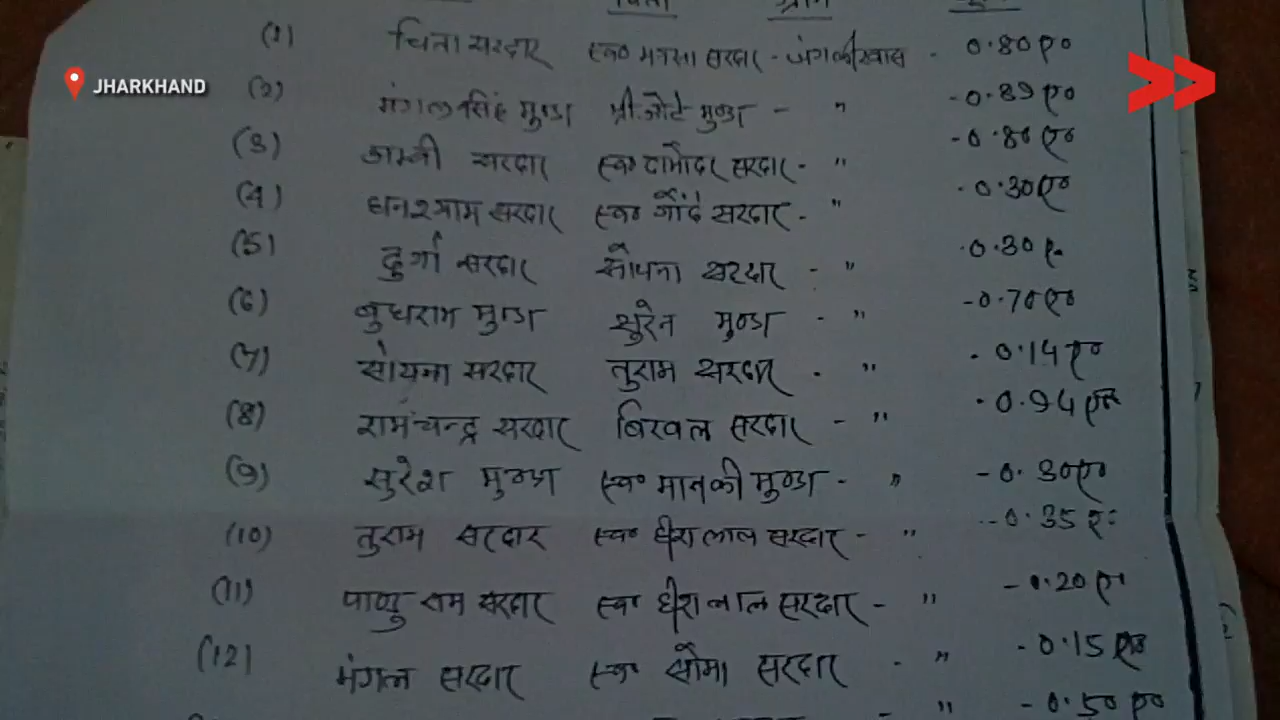 पिता ग्राम
(1) चिन्ता सरदार स्व० मनसा सरदार - जंगलीखास - 0.80 ए०
JHARKHAND
(2) मंगल सिंह मुण्डा श्री जोटो मुण्डा - " - 0.89 ए०
(3) सरदार स्व० दामोदर सरदार - " - 0.80 ए०
(4) घनश्याम सरदार स्व० सरदार - " - 0.30 ए०
(5) दुर्गा सरदार सोयना सरदार - " - 0.30 ए०
(6) बुधराम मुण्डा सुरेन मुण्डा - " - 0.70 ए०
(7) सोयना सरदार तुराम सरदार - " - 0.14 ए०
(8) रामचन्द्र सरदार बिरबल सरदार - " - 0.94 ए०
(9) सुरेश मुण्डा स्व० मानकी मुण्डा - " - 0.30 ए०
(10) तुराम सरदार स्व० हीरालाल सरदार - " - 0.35 ए०
(11) पाण्डु राम सरदार स्व० हीरालाल सरदार - " - 0.20 ए०
(12) मंगल सरदार स्व० सोमा सरदार - " - 0.15 ए०
- " - 0.50 ए०